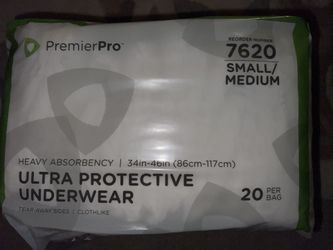 PremierPro™
REORDER NUMBER
7620
SMALL/
MEDIUM
HEAVY ABSORBENCY | 34in-46in (86cm-117cm)
ULTRA PROTECTIVE
UNDERWEAR
20 PER BAG
TEAR-AWAY SIDES | CLOTHLIKE